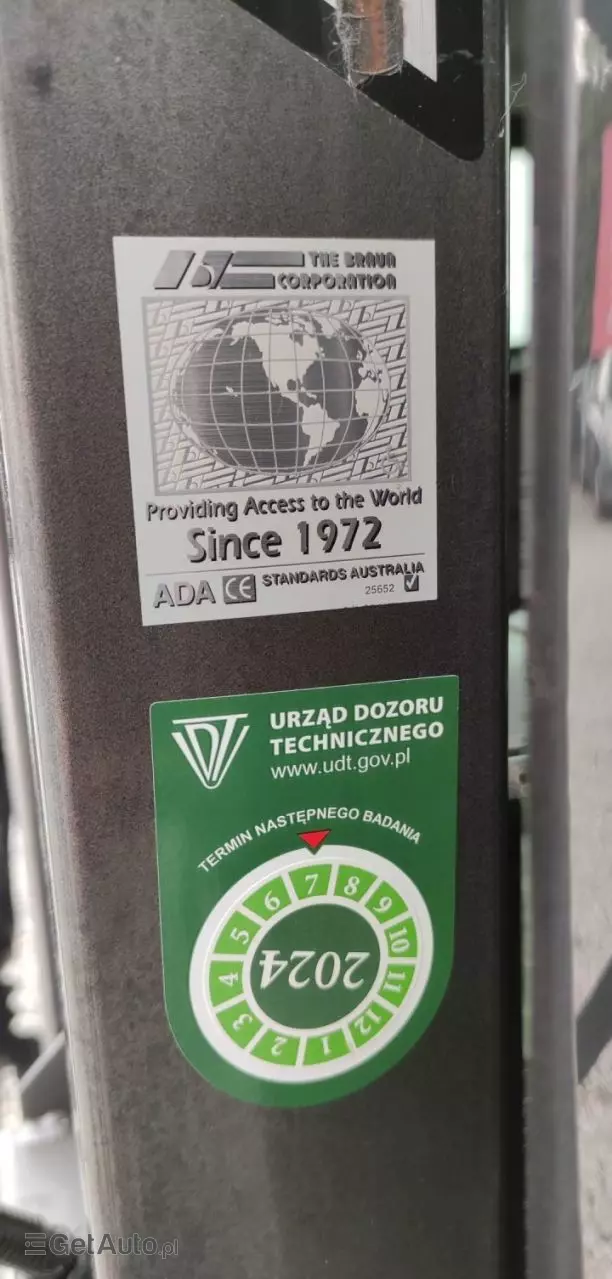 THE BRAUN
CORPORATION
Providing Access to the World
Since 1972
ADA CE STANDARDS AUSTRALIA
25652
UDT
URZĄD DOZORU
TECHNICZNEGO
www.udt.gov.pl
TERMIN NASTĘPNEGO BADANIA
1 2 3 4 5 6 7 8 9 10 11 12
2024
GetAuto.pl